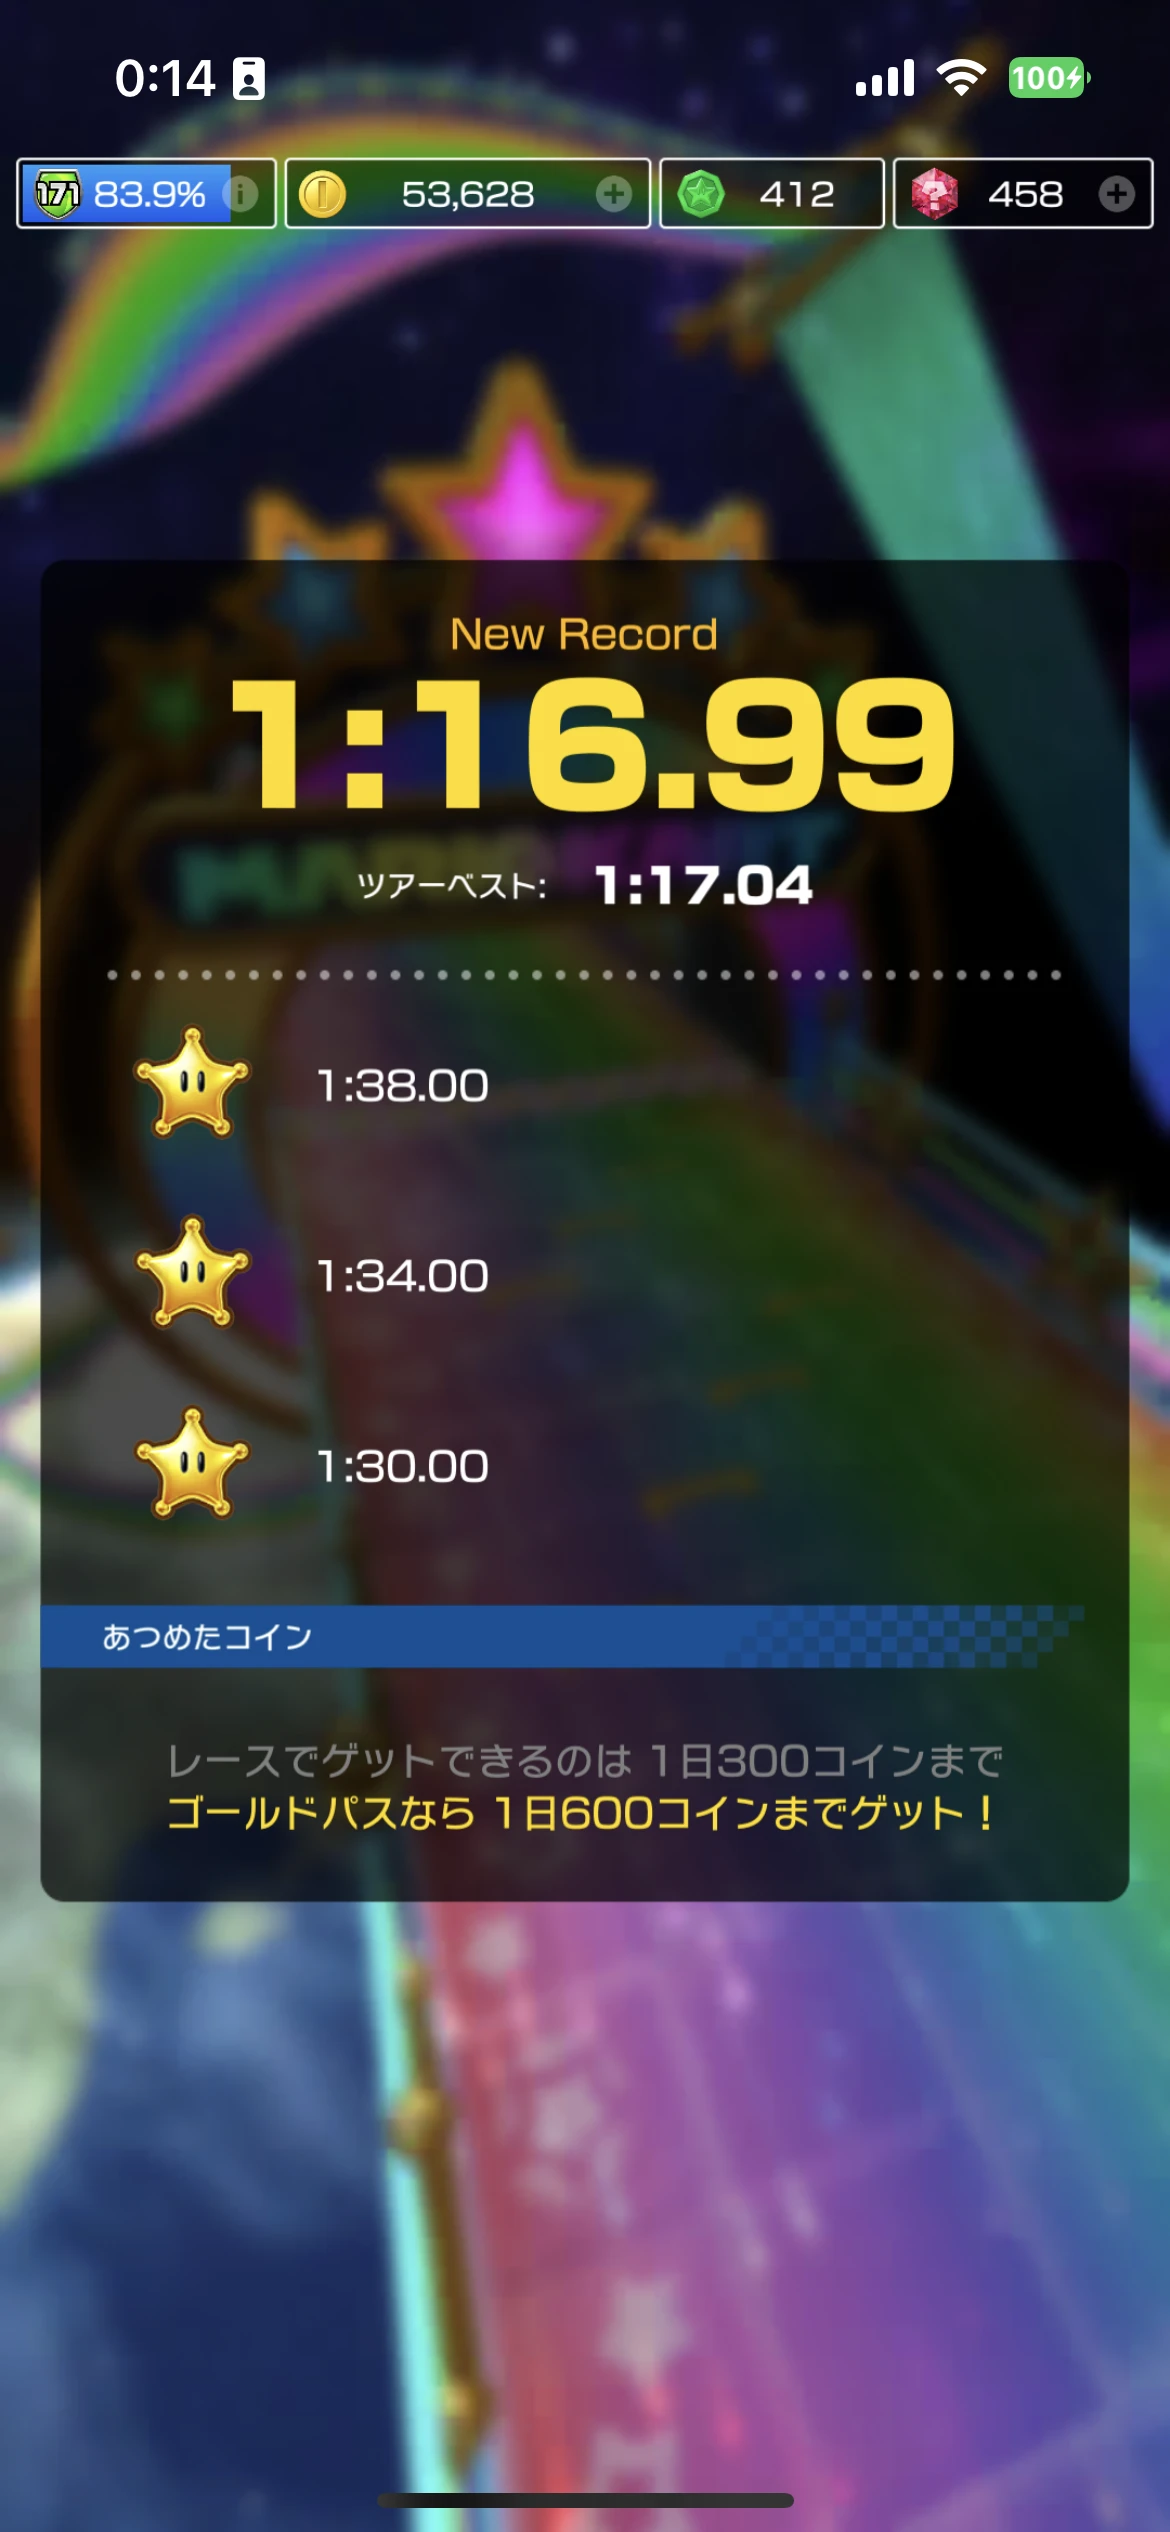 0:14
100
171 83.9% i
53,628 +
412
458 +
New Record
1:16.99
ツアーベスト: 1:17.04
1:38.00
1:34.00
1:30.00
あつめたコイン
レースでゲットできるのは 1日300コインまで
ゴールドパスなら 1日600コインまでゲット！
MARIO KART